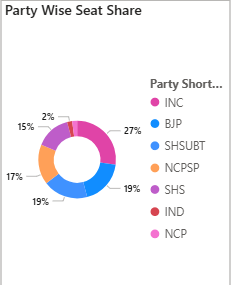 Party Wise Seat Share
Party Short...
INC
BJP
SHSUBT
NCPSP
SHS
IND
NCP
27%
19%
19%
17%
15%
2%